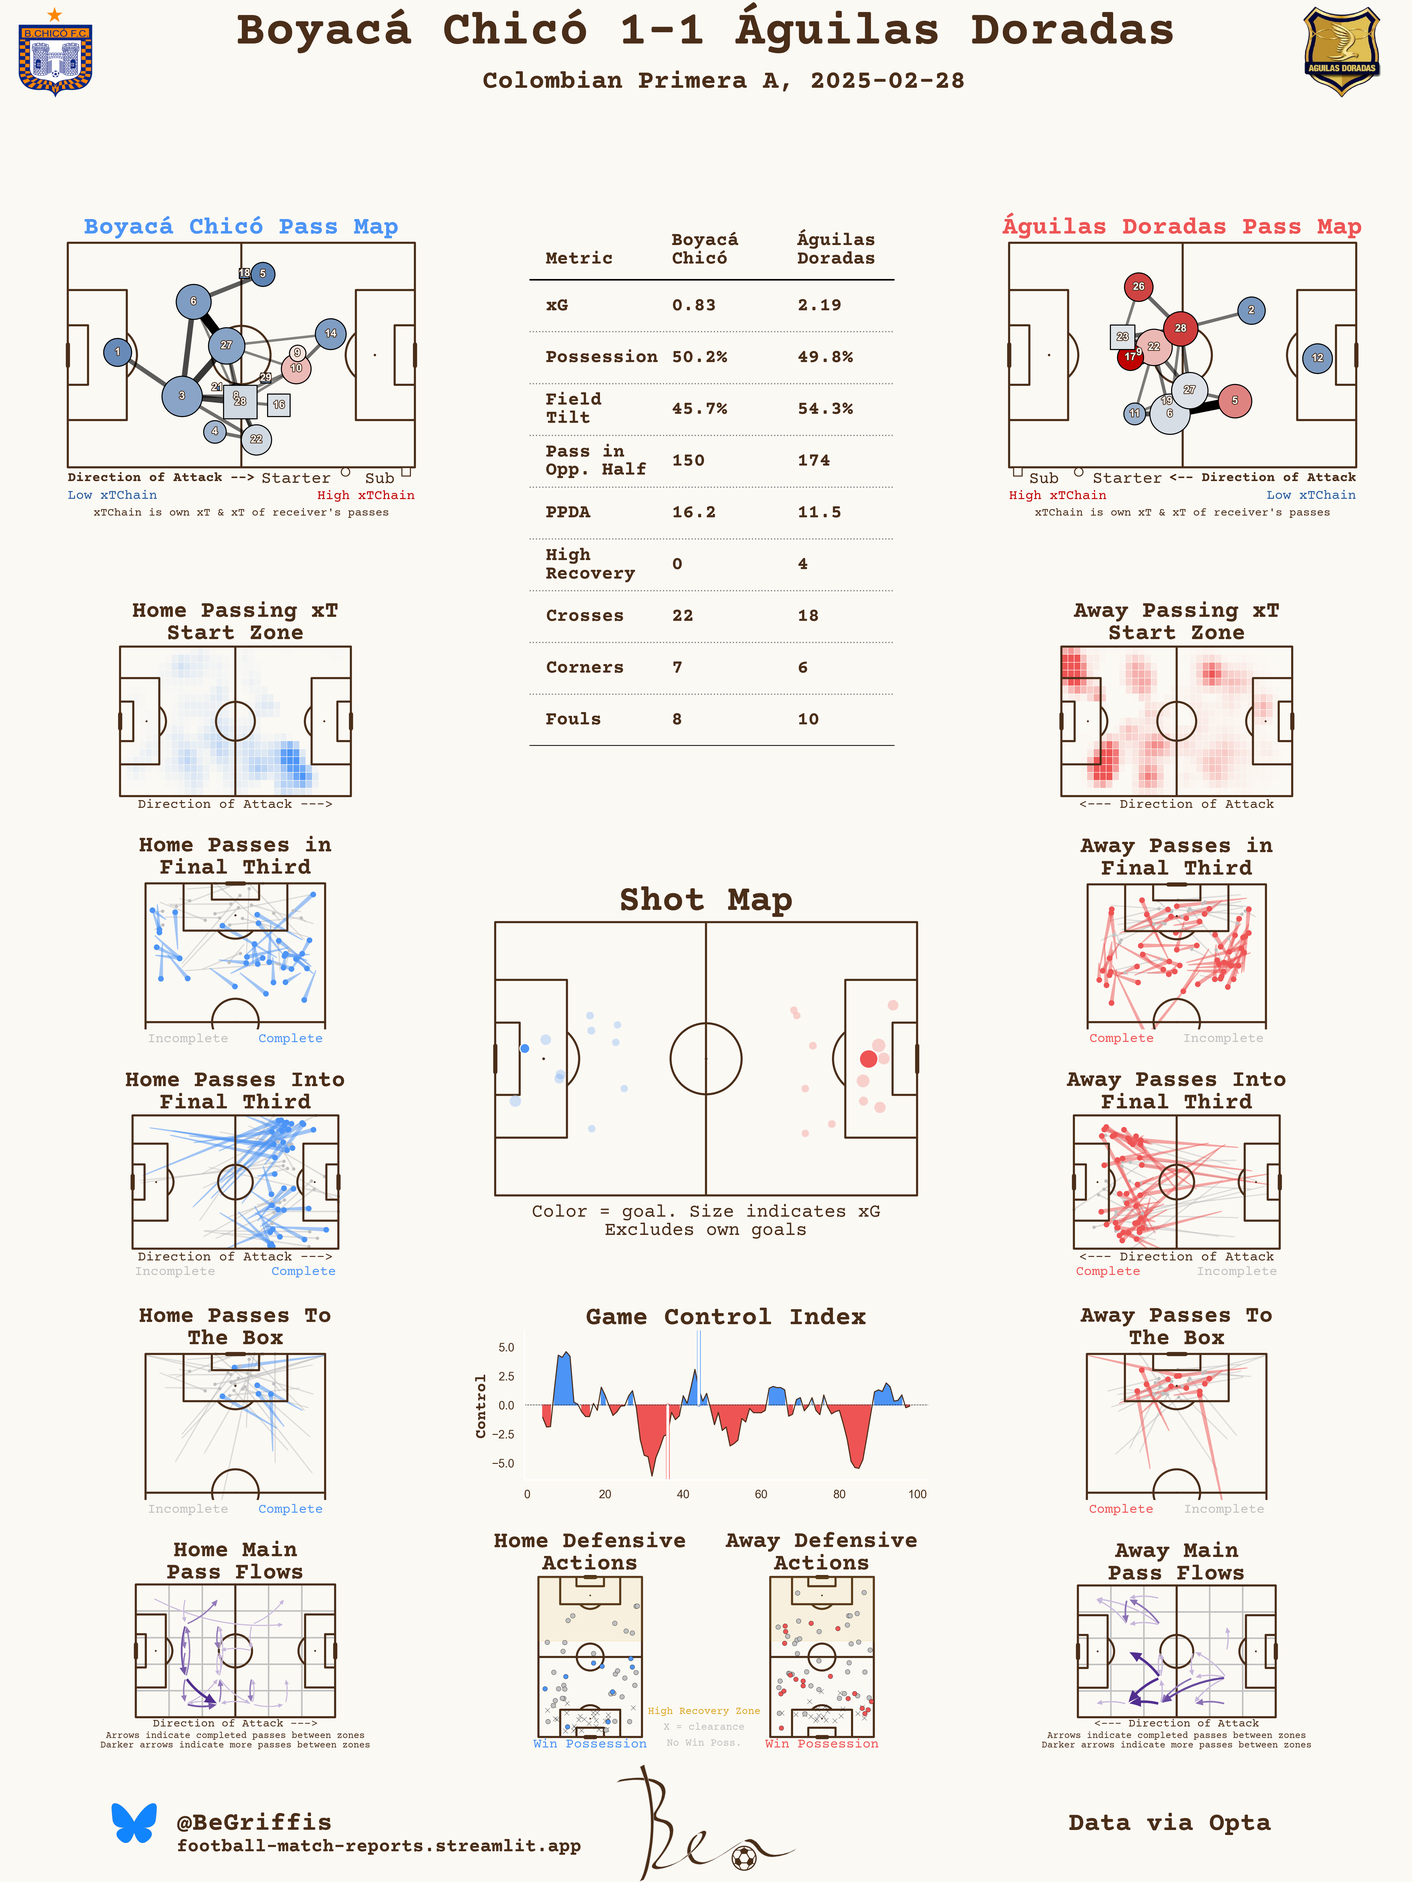 Boyacá Chicó 1-1 Águilas Doradas
Colombian Primera A, 2025-02-28
B.CHICÓ F.C.
AGUILAS DORADAS
Boyacá Chicó Pass Map
18
5
6
27
14
1
9
10
29
21
3
8
28
16
4
22
Direction of Attack --> Starter Sub
Low xTChain High xTChain
xTChain is own xT & xT of receiver's passes
Metric Boyacá Chicó Águilas Doradas
xG 0.83 2.19
Possession 50.2% 49.8%
Field Tilt 45.7% 54.3%
Pass in Opp. Half 150 174
PPDA 16.2 11.5
High Recovery 0 4
Crosses 22 18
Corners 7 6
Fouls 8 10
Águilas Doradas Pass Map
26
2
28
23
22
9
17
12
27
19
5
11
6
Sub Starter <-- Direction of Attack
High xTChain Low xTChain
xTChain is own xT & xT of receiver's passes
Home Passing xT
Start Zone
Direction of Attack --->
Away Passing xT
Start Zone
<--- Direction of Attack
Home Passes in
Final Third
Incomplete Complete
Away Passes in
Final Third
Complete Incomplete
Shot Map
Color = goal. Size indicates xG
Excludes own goals
Home Passes Into
Final Third
Direction of Attack --->
Incomplete Complete
Away Passes Into
Final Third
<--- Direction of Attack
Complete Incomplete
Home Passes To
The Box
Incomplete Complete
Game Control Index
Control
5.0
2.5
0.0
−2.5
−5.0
0 20 40 60 80 100
Away Passes To
The Box
Complete Incomplete
Home Main
Pass Flows
Direction of Attack --->
Arrows indicate completed passes between zones
Darker arrows indicate more passes between zones
Home Defensive
Actions
Win Possession
Away Defensive
Actions
Win Possession
High Recovery Zone
X = clearance
No Win Poss.
Away Main
Pass Flows
<--- Direction of Attack
Arrows indicate completed passes between zones
Darker arrows indicate more passes between zones
@BeGriffis
football-match-reports.streamlit.app
Ben
Data via Opta